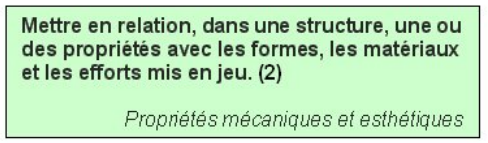 Mettre en relation, dans une structure, une ou
des propriétés avec les formes, les matériaux
et les efforts mis en jeu. (2)
Propriétés mécaniques et esthétiques